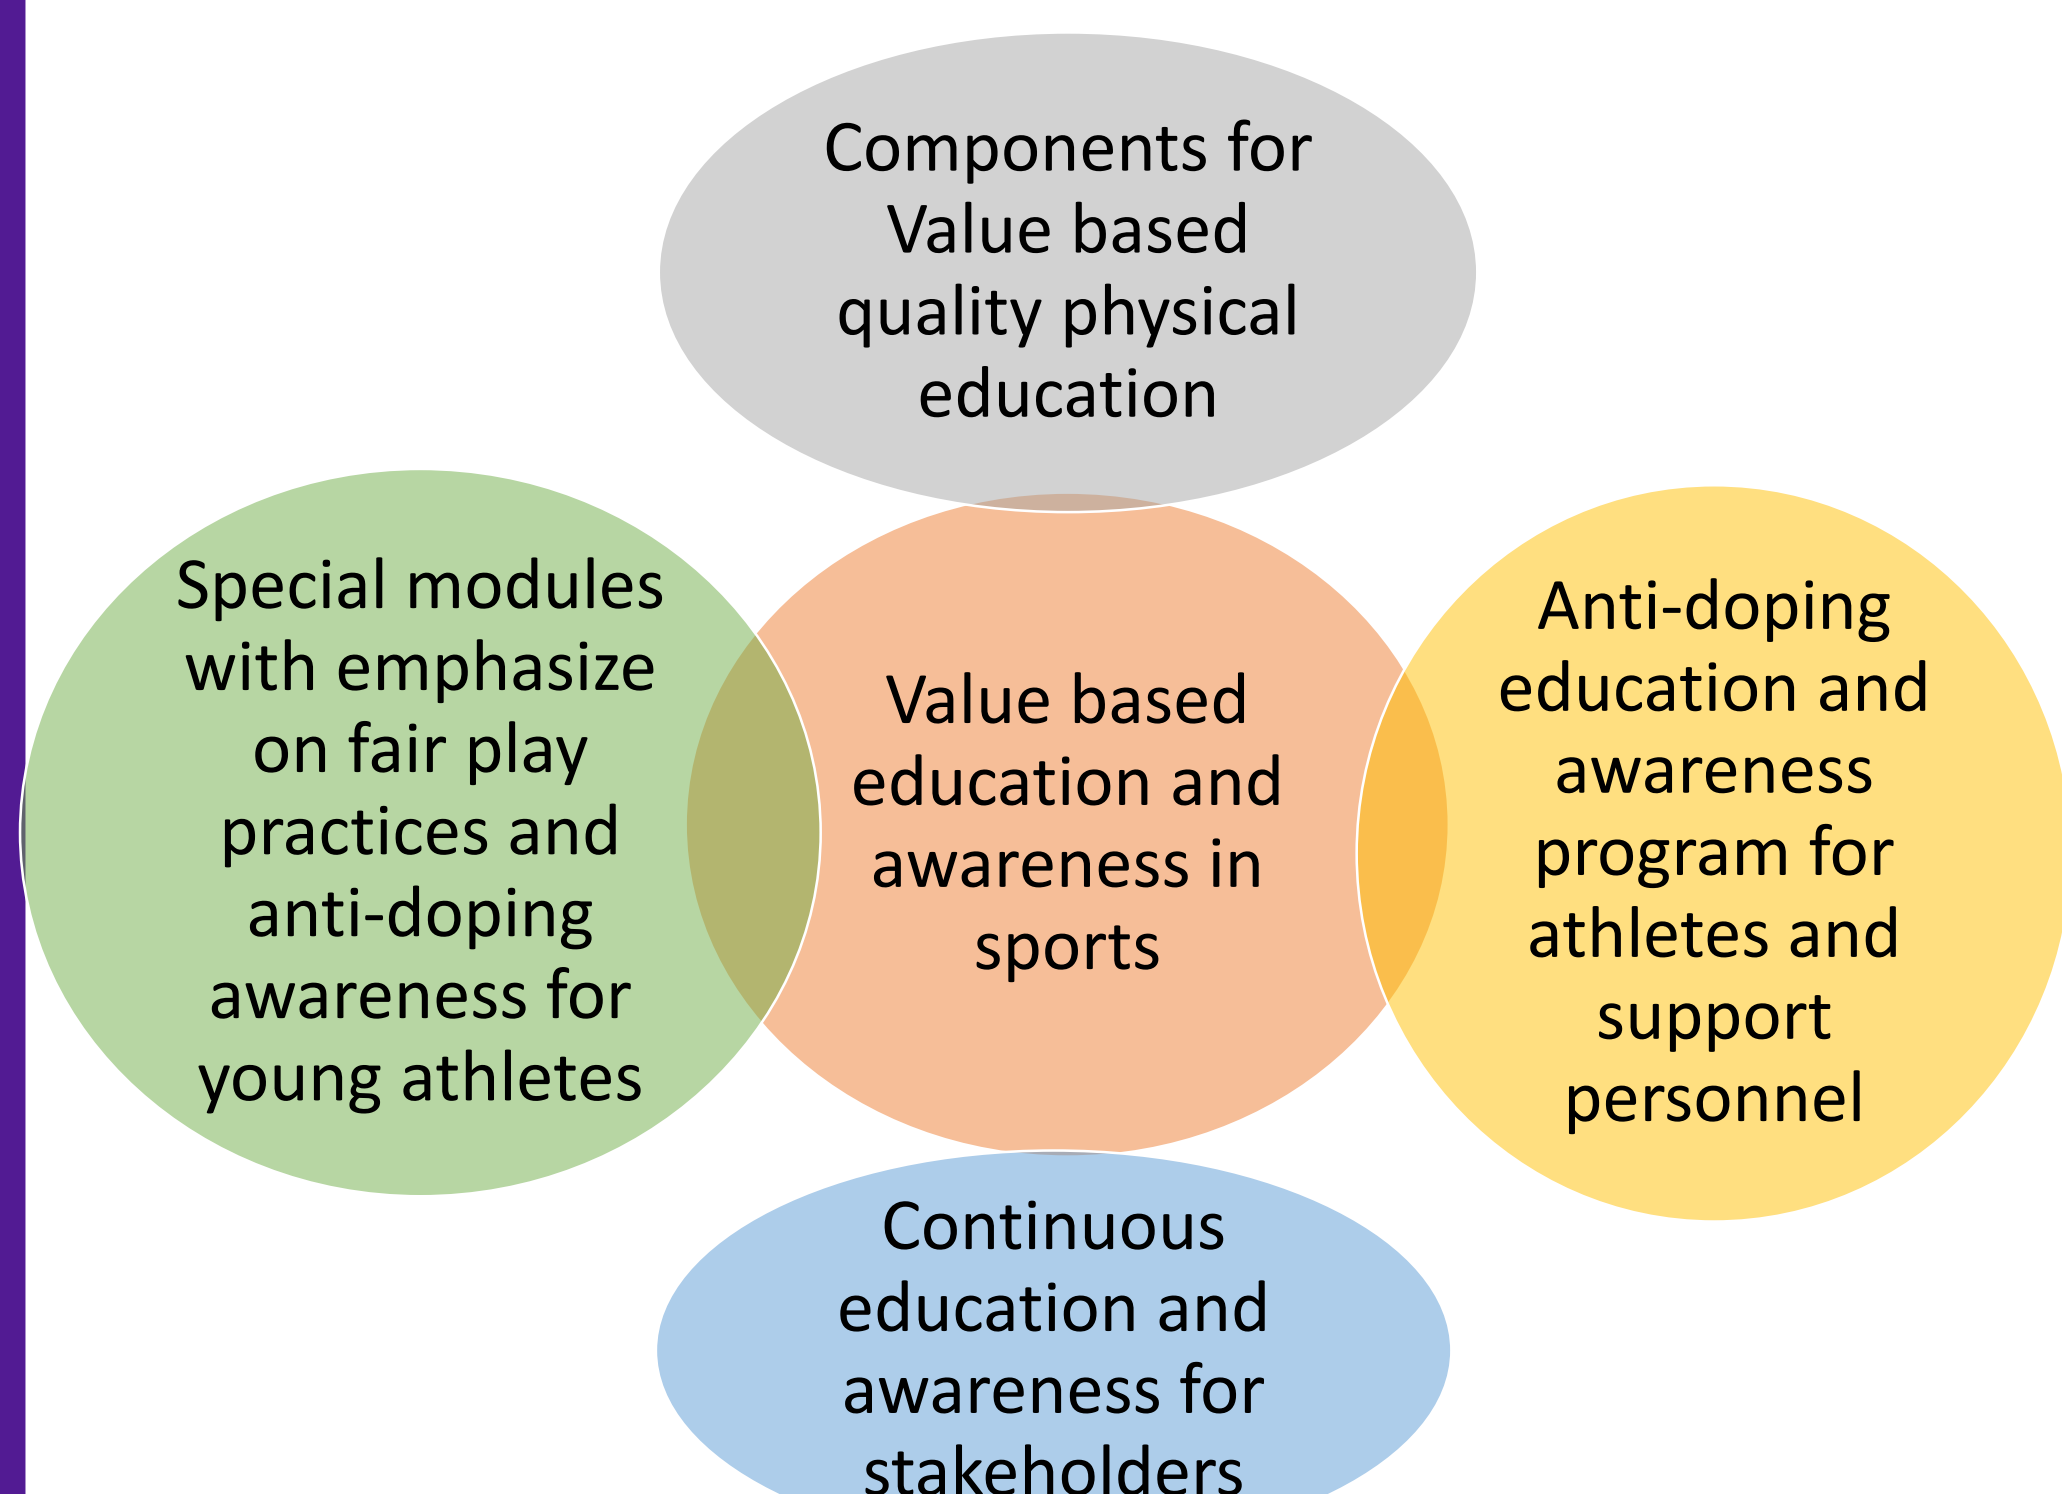 Components for
Value based
quality physical
education
Special modules
with emphasize
on fair play
practices and
anti-doping
awareness for
young athletes
Value based
education and
awareness in
sports
Anti-doping
education and
awareness
program for
athletes and
support
personnel
Continuous
education and
awareness for
stakeholders